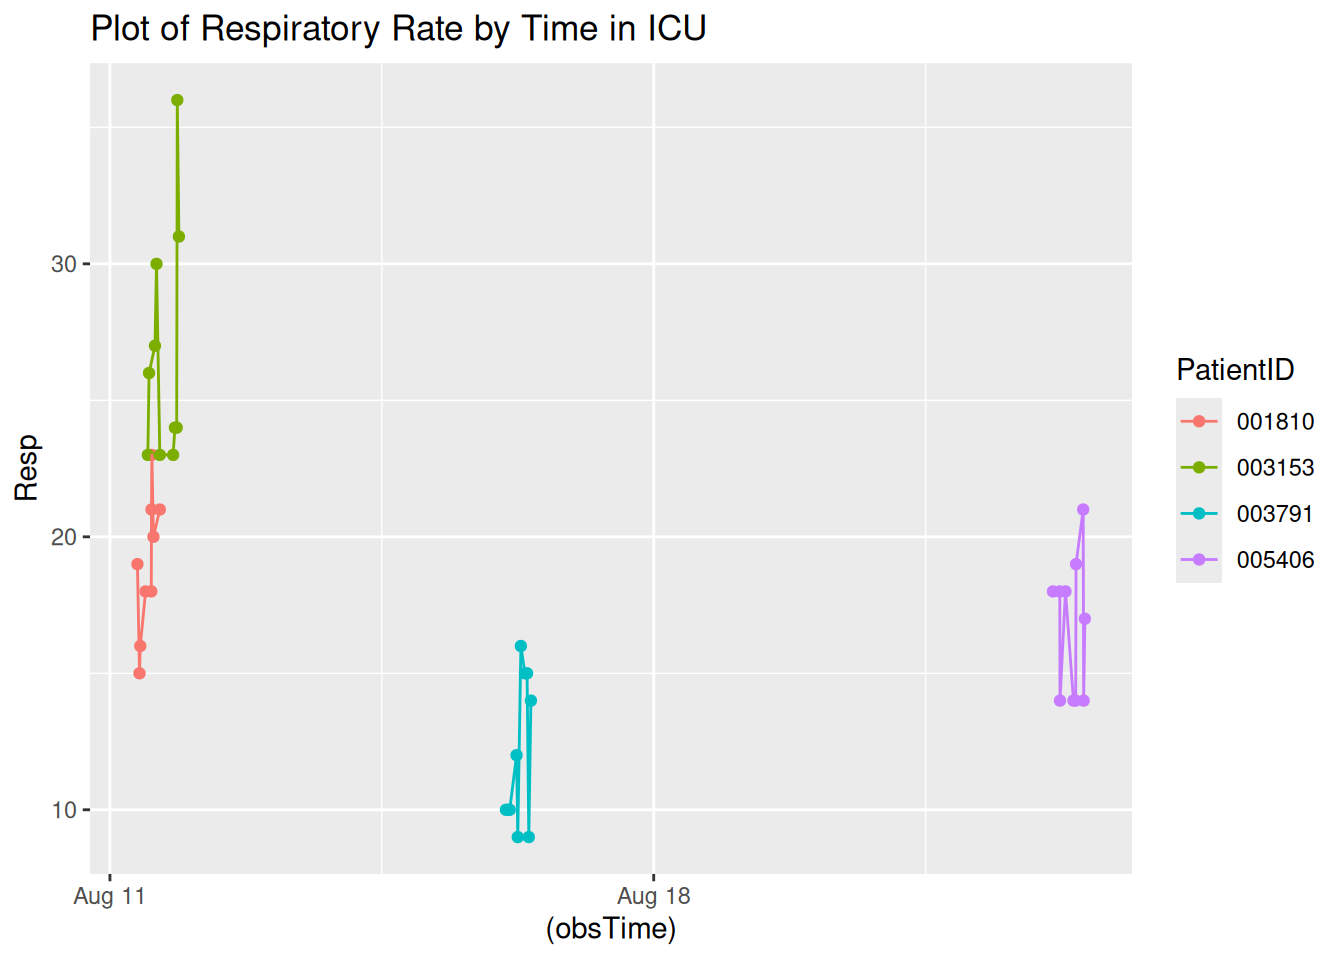 Plot of Respiratory Rate by Time in ICU
Resp
30
20
10
Aug 11
Aug 18
(obsTime)
PatientID
001810
003153
003791
005406